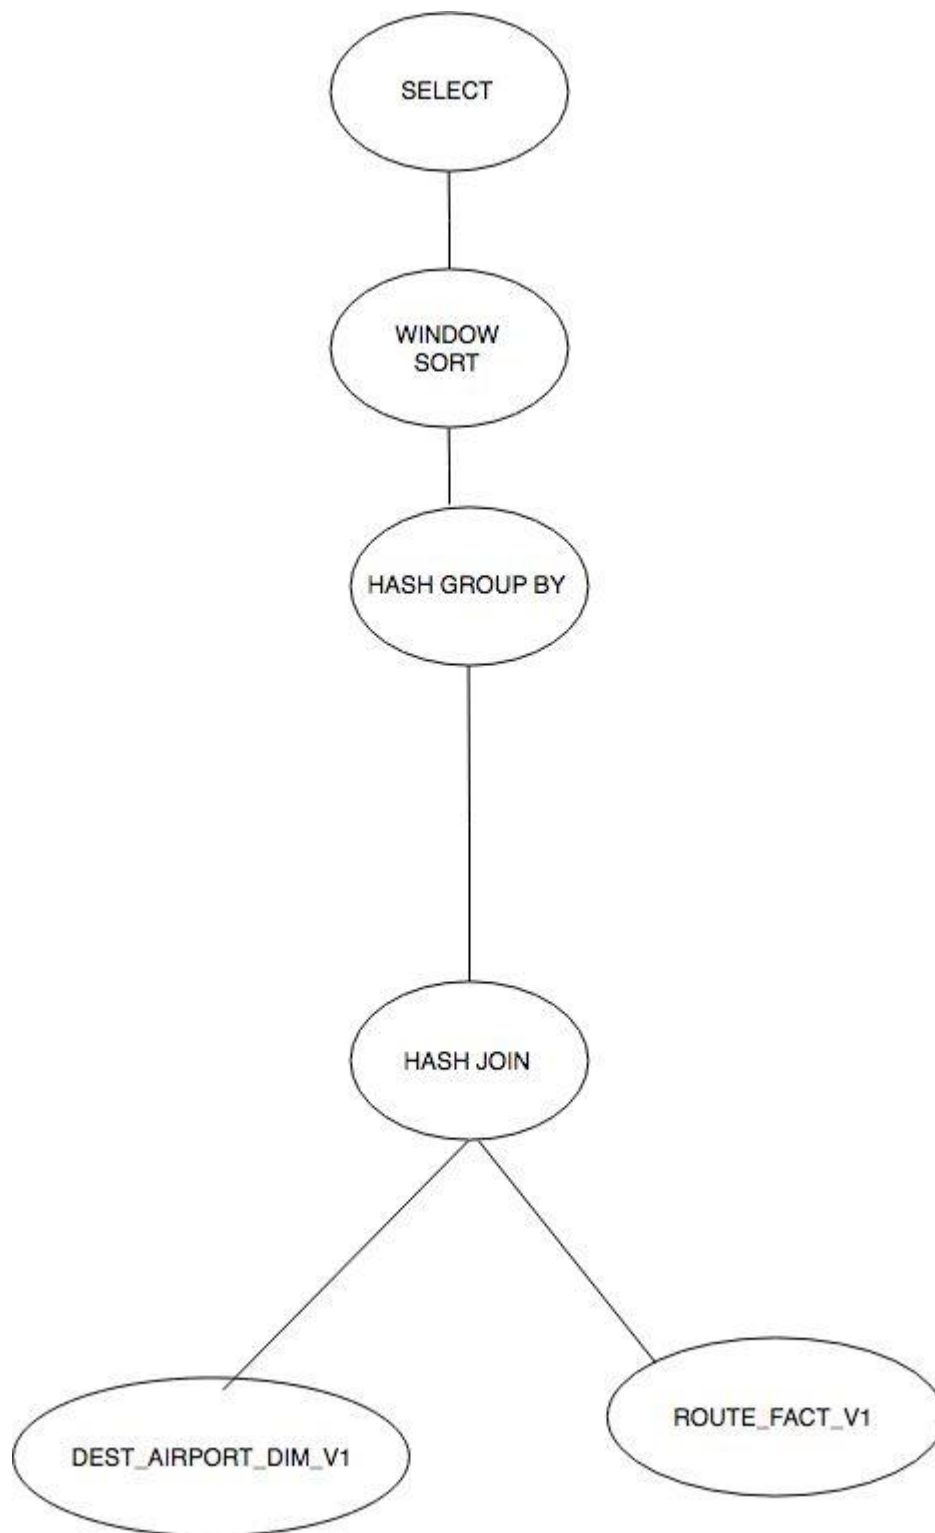 SELECT
WINDOW
SORT
HASH GROUP BY
HASH JOIN
ROUTE_FACT_V1
DEST_AIRPORT_DIM_V1